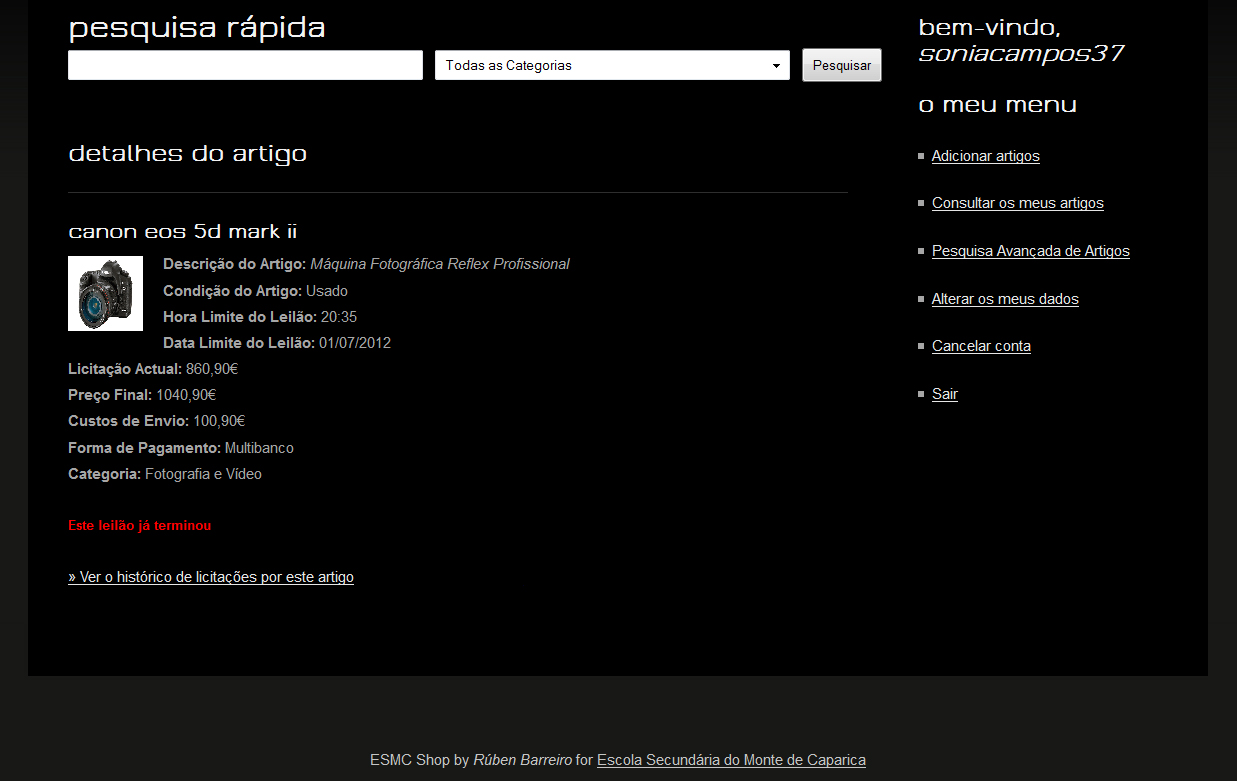 pesquisa rápida
Todas as Categorias
Pesquisar
detalhes do artigo
canon eos 5d mark ii
Descrição do Artigo: Máquina Fotográfica Reflex Profissional
Condição do Artigo: Usado
Hora Limite do Leilão: 20:35
Data Limite do Leilão: 01/07/2012
Licitação Actual: 860,90€
Preço Final: 1040,90€
Custos de Envio: 100,90€
Forma de Pagamento: Multibanco
Categoria: Fotografia e Vídeo
Este leilão já terminou
» Ver o histórico de licitações por este artigo
bem-vindo,
soniacampos37
o meu menu
Adicionar artigos
Consultar os meus artigos
Pesquisa Avançada de Artigos
Alterar os meus dados
Cancelar conta
Sair
ESMC Shop by Rúben Barreiro for Escola Secundária do Monte de Caparica